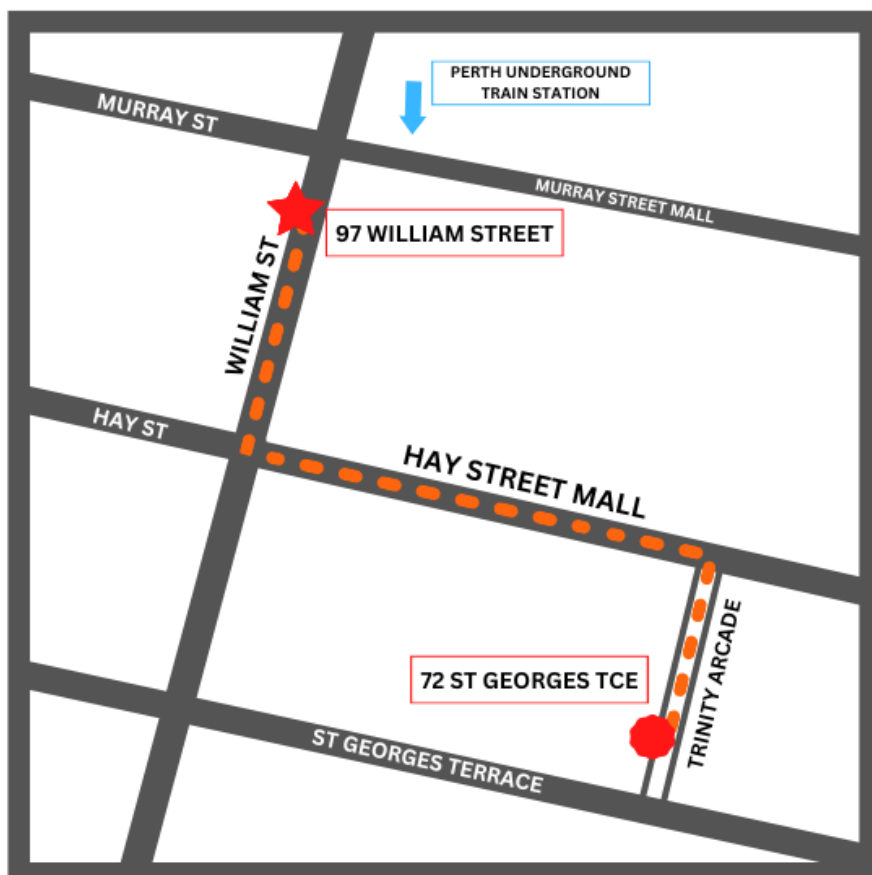 PERTH UNDERGROUND
TRAIN STATION
MURRAY ST
MURRAY STREET MALL
97 WILLIAM STREET
WILLIAM ST
HAY ST
HAY STREET MALL
72 ST GEORGES TCE
TRINITY ARCADE
ST GEORGES TERRACE